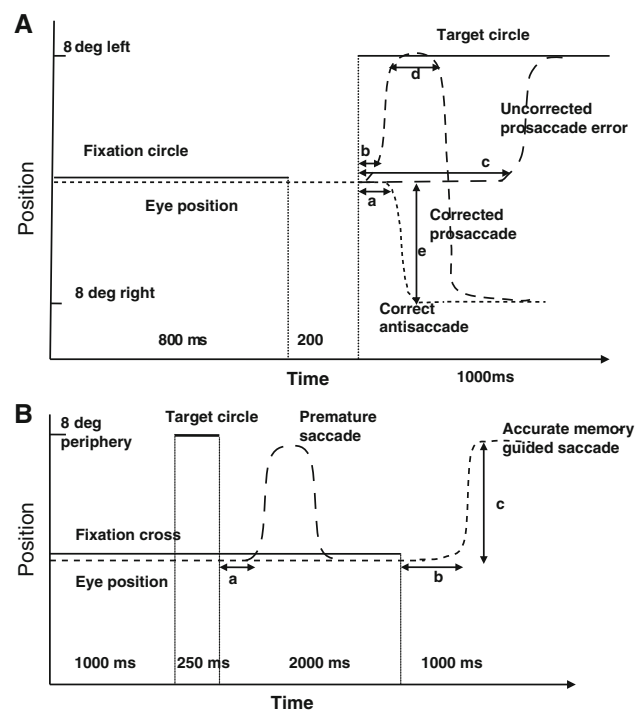 A
8 deg left
Target circle
d
Uncorrected
prosaccade error
b
Fixation circle
c
Eye position
a
Corrected
prosaccade
e
8 deg right
Correct
antisaccade
800 ms
200
Position
Time
1000ms
B
8 deg
periphery
Target circle
Premature
saccade
Accurate memory
guided saccade
c
Fixation cross
Eye position
a
b
1000 ms
250 ms
2000 ms
1000 ms
Position
Time